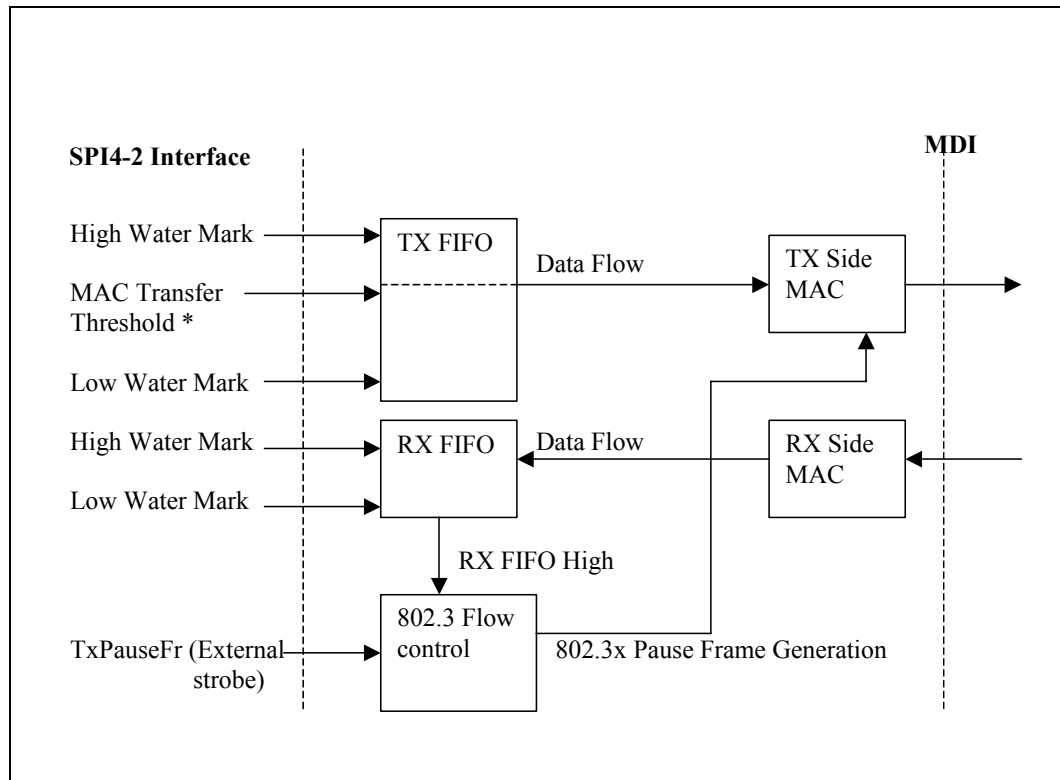 SPI4-2 Interface
MDI
High Water Mark
TX FIFO
Data Flow
TX Side
MAC
MAC Transfer
Threshold *
Low Water Mark
High Water Mark
RX FIFO
Data Flow
RX Side
MAC
Low Water Mark
RX FIFO High
802.3 Flow
control
TxPauseFr (External
strobe)
802.3x Pause Frame Generation